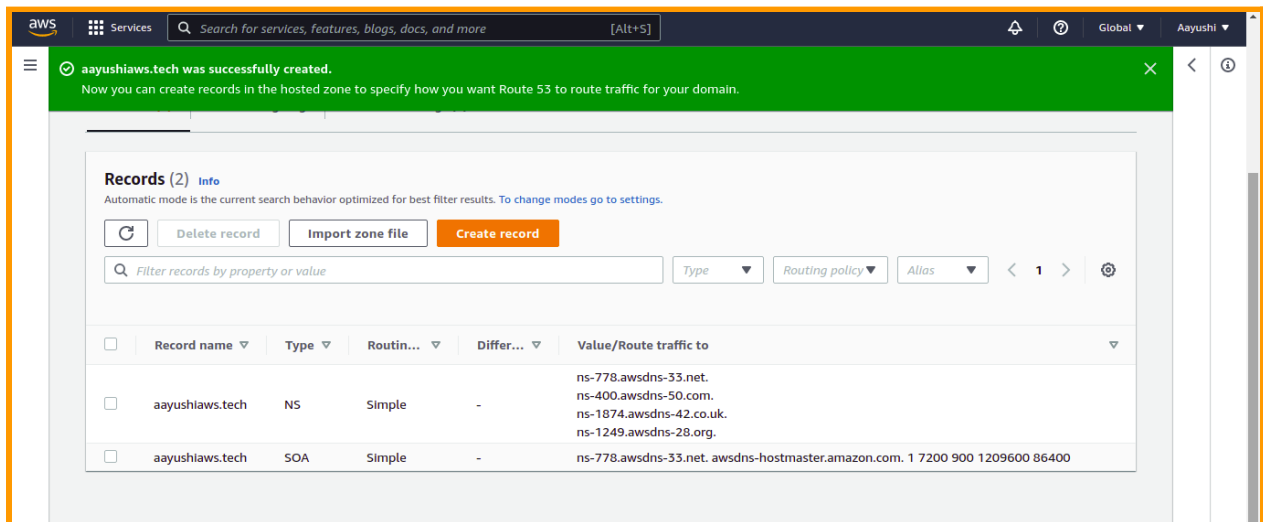 aws Services Search for services, features, blogs, docs, and more [Alt+S] Global Aayushi
aayushiaws.tech was successfully created.
Now you can create records in the hosted zone to specify how you want Route 53 to route traffic for your domain.
Records (2) Info
Automatic mode is the current search behavior optimized for best filter results. To change modes go to settings.
Delete record Import zone file Create record
Filter records by property or value Type Routing policy Alias 1
Record name Type Routin... Differ... Value/Route traffic to
ns-778.awsdns-33.net.
ns-400.awsdns-50.com.
aayushiaws.tech NS Simple -
ns-1874.awsdns-42.co.uk.
ns-1249.awsdns-28.org.
aayushiaws.tech SOA Simple - ns-778.awsdns-33.net. awsdns-hostmaster.amazon.com. 1 7200 900 1209600 86400